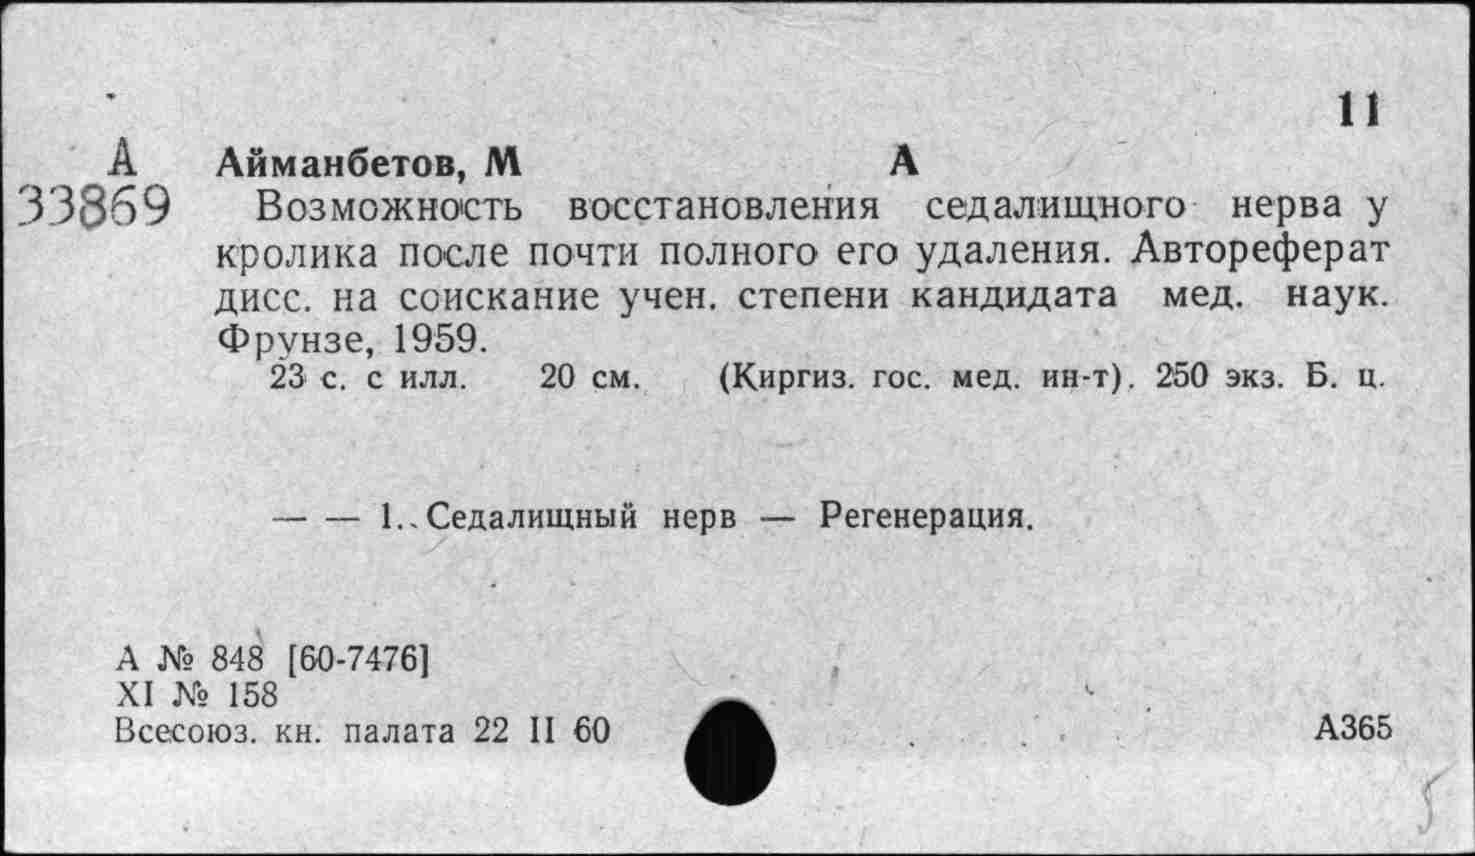 11
А Айманбетов, М А
33869 Возможность восстановления седалищного нерва у
кролика после почти полного его удаления. Автореферат
дисс. на соискание учен. степени кандидата мед. наук.
Фрунзе, 1959.
23 с. с илл. 20 см. (Киргиз. гос. мед. ин-т). 250 экз. Б. ц.
— — 1. Седалищный нерв — Регенерация.
А № 848 [60-7476]
XI № 158
Всесоюз. кн. палата 22 II 60 А365